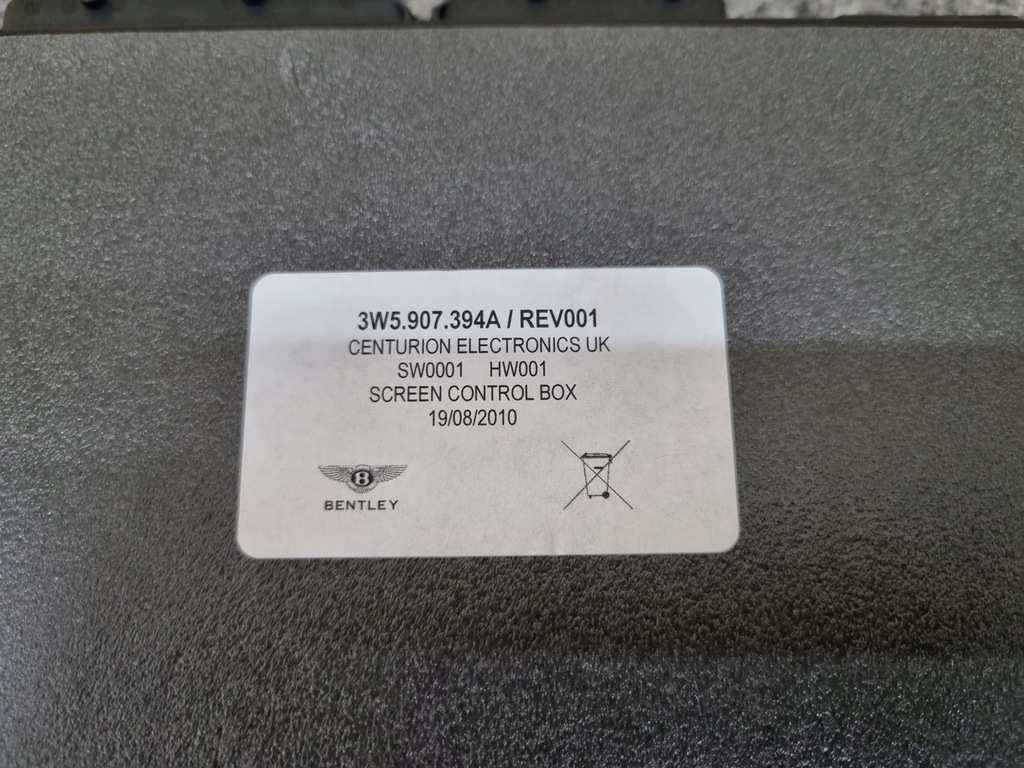 3W5.907.394A / REV001
CENTURION ELECTRONICS UK
SW0001 HW001
SCREEN CONTROL BOX
19/08/2010
B
BENTLEY